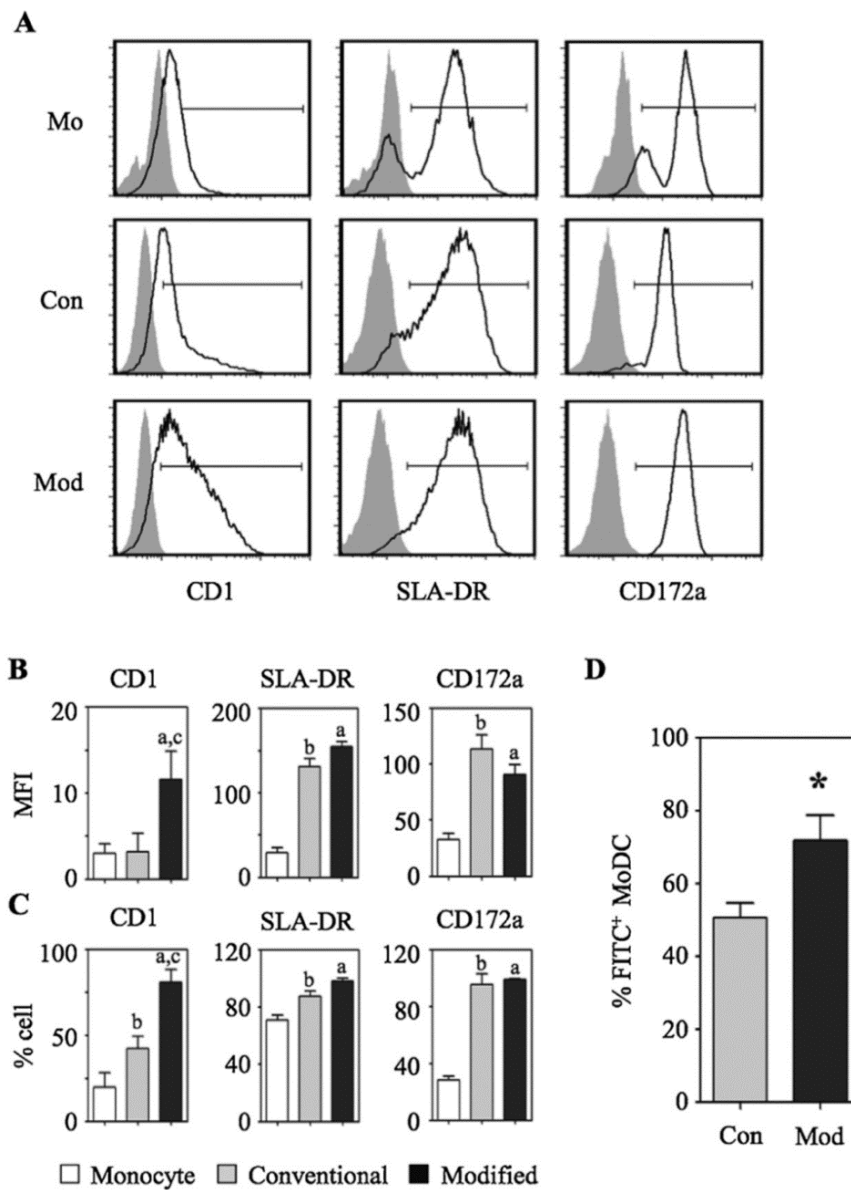 A
Mo
Con
Mod
CD1 SLA-DR CD172a
B
CD1 SLA-DR CD172a
MFI
20
10
0
a,c
200
100
0
b
a
150
100
50
0
b
a
C
CD1 SLA-DR CD172a
% cell
100
50
0
b
a,c
120
80
40
0
b
a
120
80
40
0
b
a
Monocyte Conventional Modified
D
% FITC+ MoDC
100
80
60
40
20
0
*
Con Mod